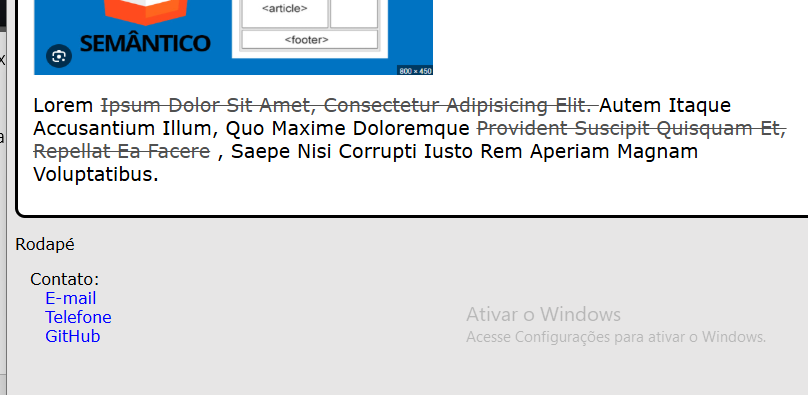 <article>
SEMÂNTICO
<footer>
800 × 450
x
a
Lorem Ipsum Dolor Sit Amet, Consectetur Adipisicing Elit. Autem Itaque
Accusantium Illum, Quo Maxime Doloremque Provident Suscipit Quisquam Et,
Repellat Ea Facere , Saepe Nisi Corrupti Iusto Rem Aperiam Magnam
Voluptatibus.
Rodapé
Contato:
E-mail
Telefone
GitHub
Ativar o Windows
Acesse Configurações para ativar o Windows.